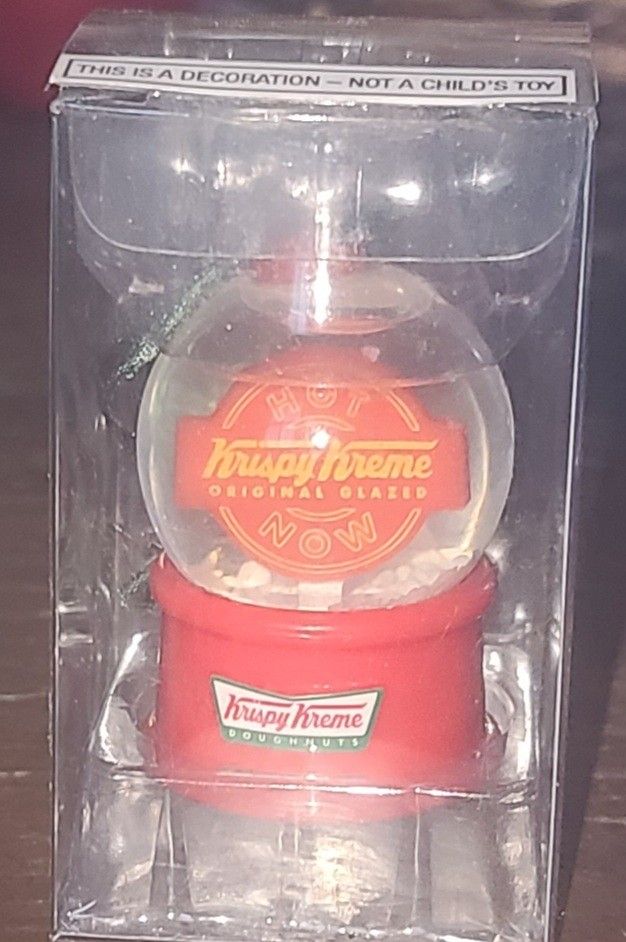 THIS IS A DECORATION – NOT A CHILD'S TOY
HOT
Krispy Kreme
ORIGINAL GLAZED
NOW
Krispy Kreme
DOUGHNUTS